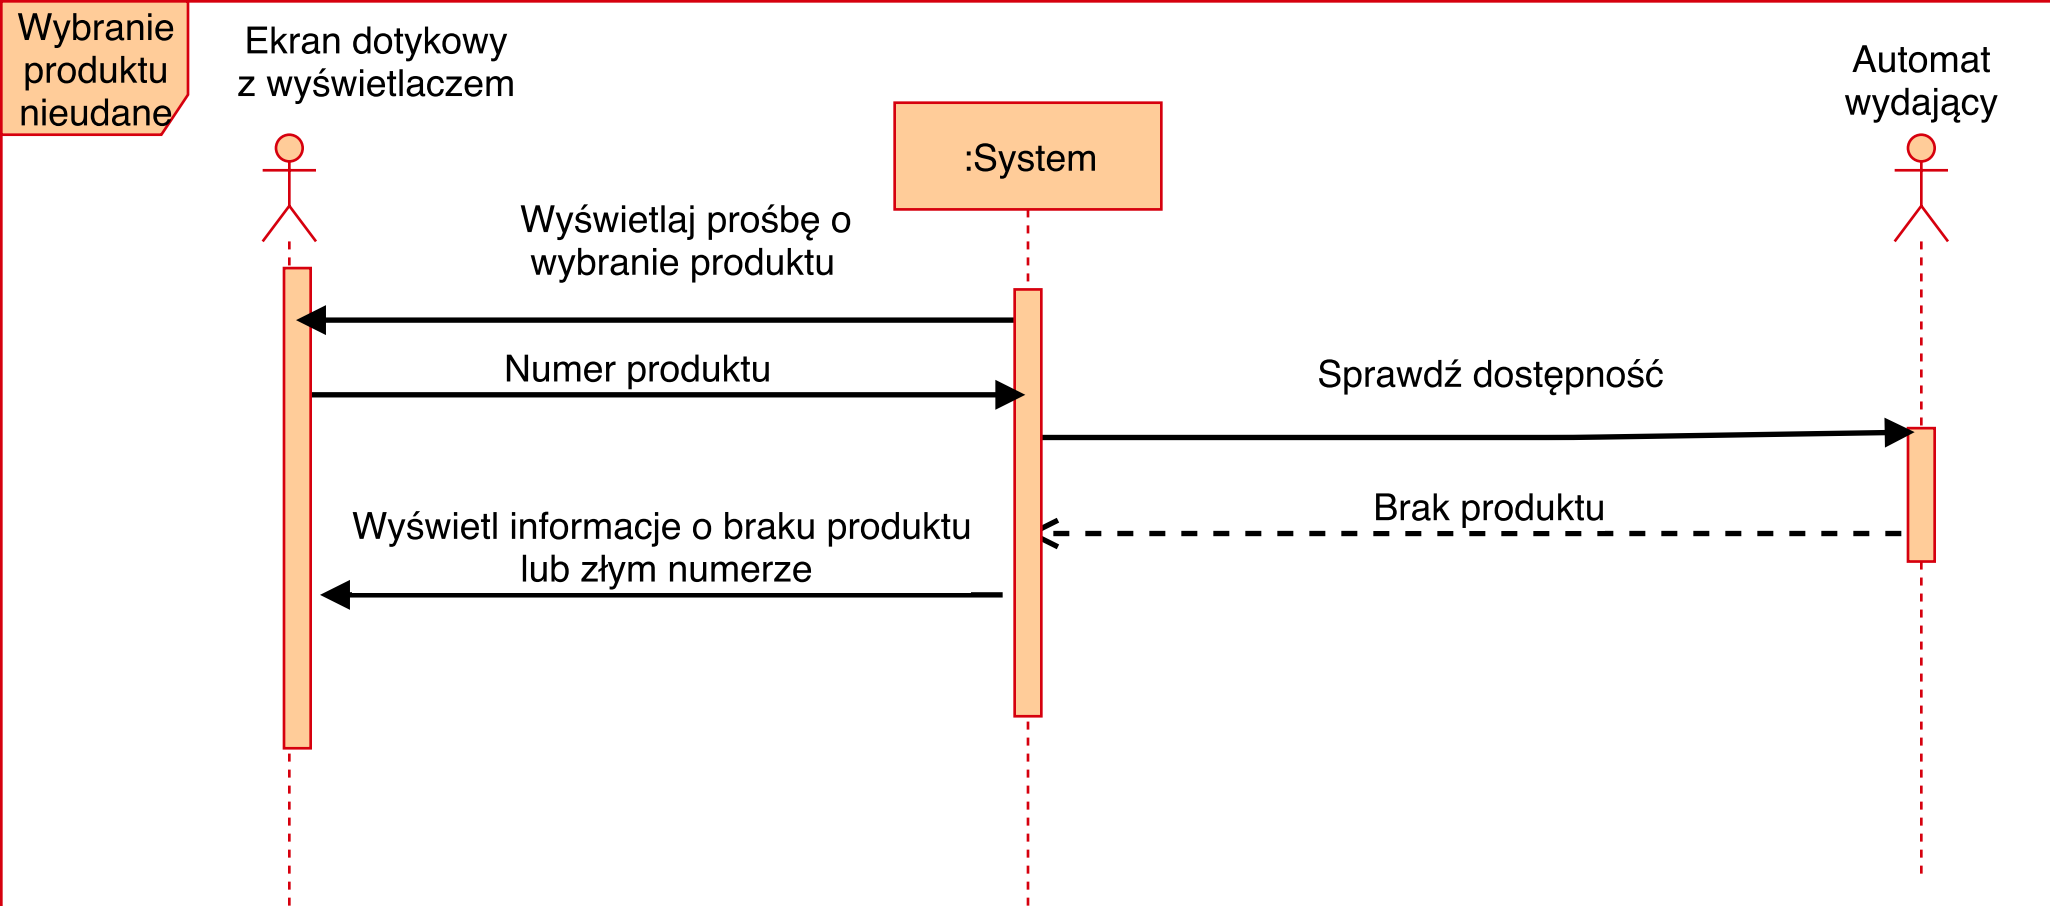 Wybranie
produktu
nieudane
Ekran dotykowy
z wyświetlaczem
:System
Automat
wydający
Wyświetlaj prośbę o
wybranie produktu
Numer produktu
Sprawdź dostępność
Brak produktu
Wyświetl informacje o braku produktu
lub złym numerze